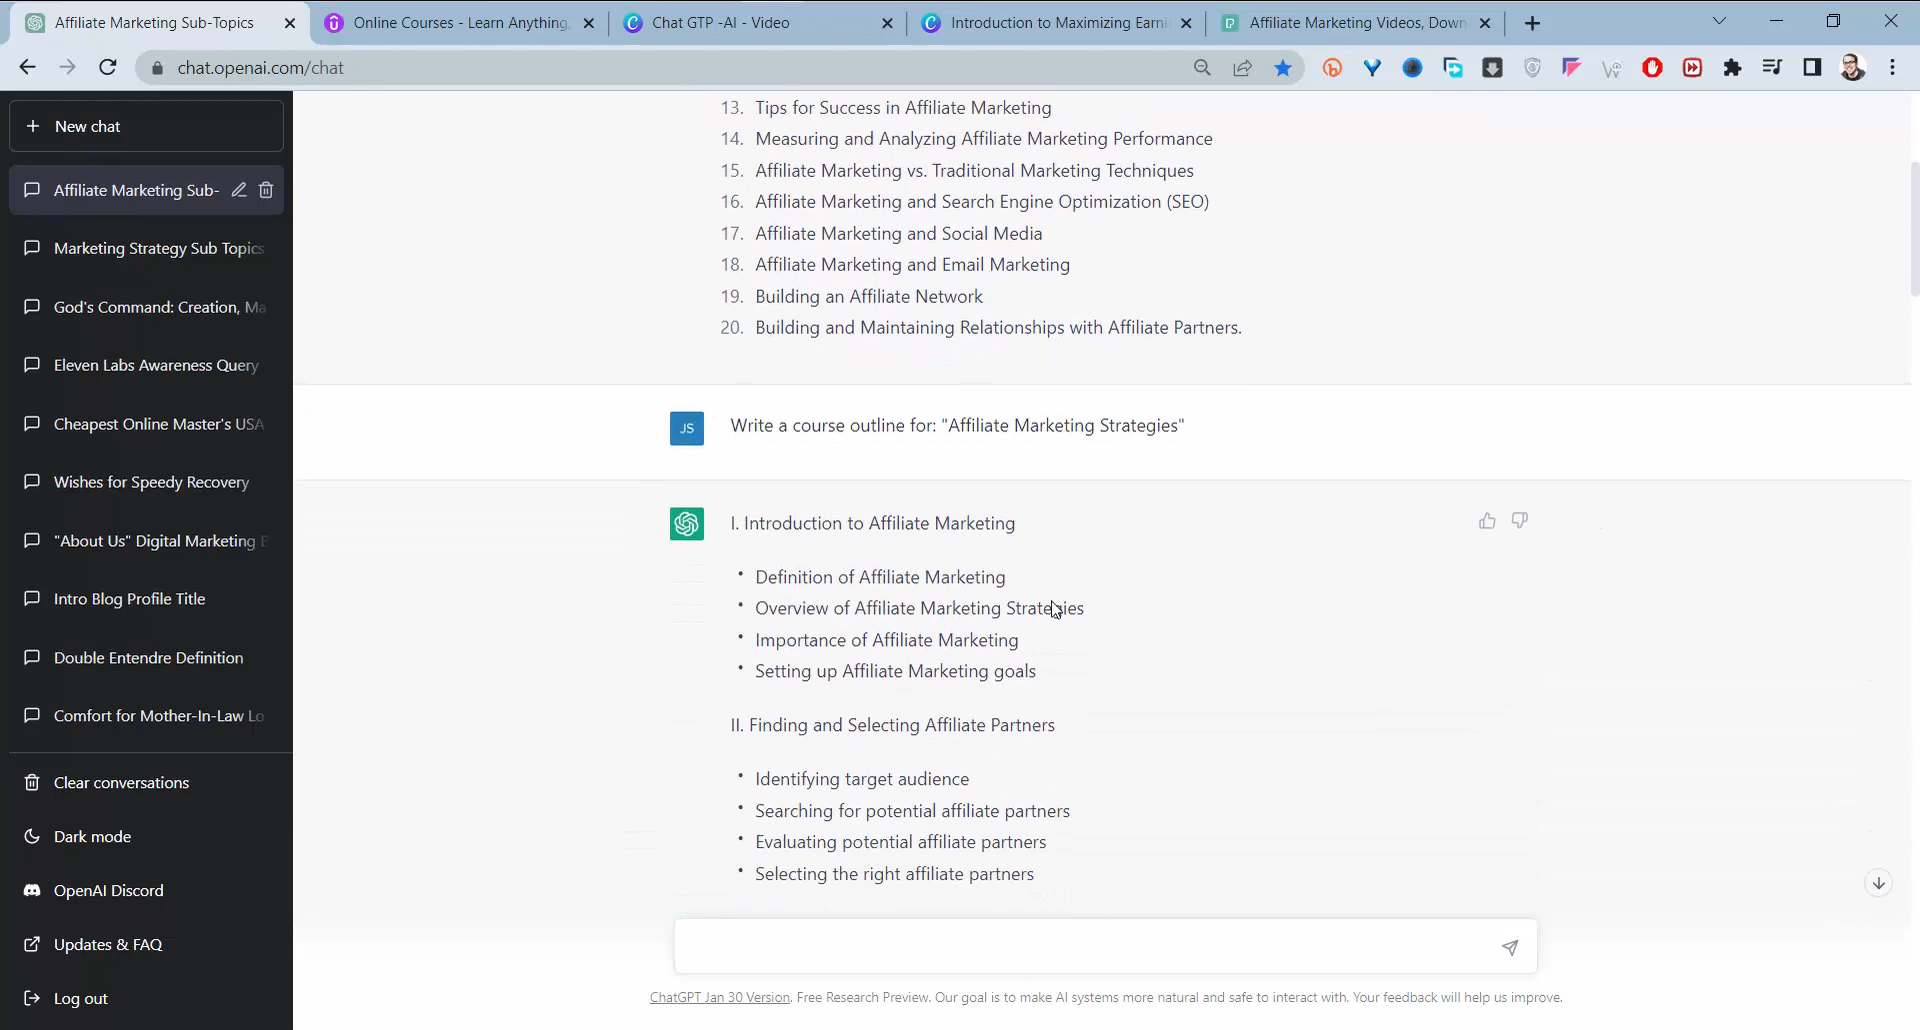 Affiliate Marketing Sub-Topics
Online Courses - Learn Anything,
Chat GTP -AI - Video
Introduction to Maximizing Earni
Affiliate Marketing Videos, Down
chat.openai.com/chat
New chat
Affiliate Marketing Sub-
Marketing Strategy Sub Topics
God's Command: Creation, Ma
Eleven Labs Awareness Query
Cheapest Online Master's USA
Wishes for Speedy Recovery
"About Us" Digital Marketing B
Intro Blog Profile Title
Double Entendre Definition
Comfort for Mother-In-Law Lo
Clear conversations
Dark mode
OpenAI Discord
Updates & FAQ
Log out
13. Tips for Success in Affiliate Marketing
14. Measuring and Analyzing Affiliate Marketing Performance
15. Affiliate Marketing vs. Traditional Marketing Techniques
16. Affiliate Marketing and Search Engine Optimization (SEO)
17. Affiliate Marketing and Social Media
18. Affiliate Marketing and Email Marketing
19. Building an Affiliate Network
20. Building and Maintaining Relationships with Affiliate Partners.
JS
Write a course outline for: "Affiliate Marketing Strategies"
I. Introduction to Affiliate Marketing
• Definition of Affiliate Marketing
• Overview of Affiliate Marketing Strategies
• Importance of Affiliate Marketing
• Setting up Affiliate Marketing goals
II. Finding and Selecting Affiliate Partners
• Identifying target audience
• Searching for potential affiliate partners
• Evaluating potential affiliate partners
• Selecting the right affiliate partners
ChatGPT Jan 30 Version. Free Research Preview. Our goal is to make AI systems more natural and safe to interact with. Your feedback will help us improve.